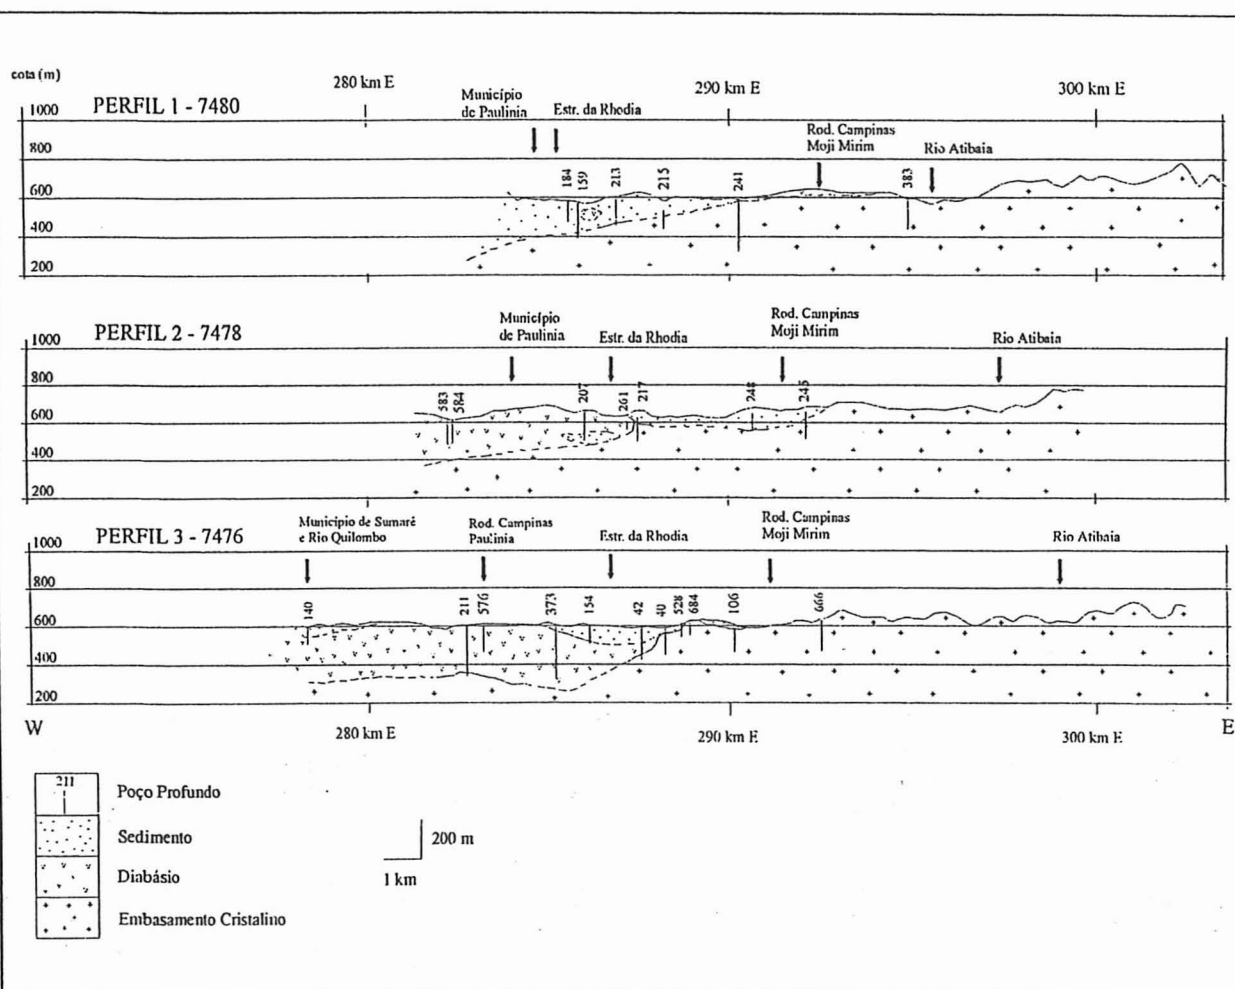 cota (m)
280 km E
290 km E
300 km E
1000
PERFIL 1 - 7480
Município
de Paulinia
Estr. da Rhodia
Rod. Campinas
Moji Mirim
Rio Atibaia
800
184
159
213
215
241
383
600
400
200
1000
PERFIL 2 - 7478
Município
de Paulinia
Estr. da Rhodia
Rod. Campinas
Moji Mirim
Rio Atibaia
800
583
584
207
261
217
248
245
600
400
200
1000
PERFIL 3 - 7476
Município de Sumaré
e Rio Quilombo
Rod. Campinas
Paulinia
Estr. da Rhodia
Rod. Campinas
Moji Mirim
Rio Atibaia
800
140
211
576
373
154
42
40
528
684
106
666
600
400
200
W
280 km E
290 km E
300 km E
E
211
Poço Profundo
Sedimento
Diabásio
Embasamento Cristalino
200 m
1 km